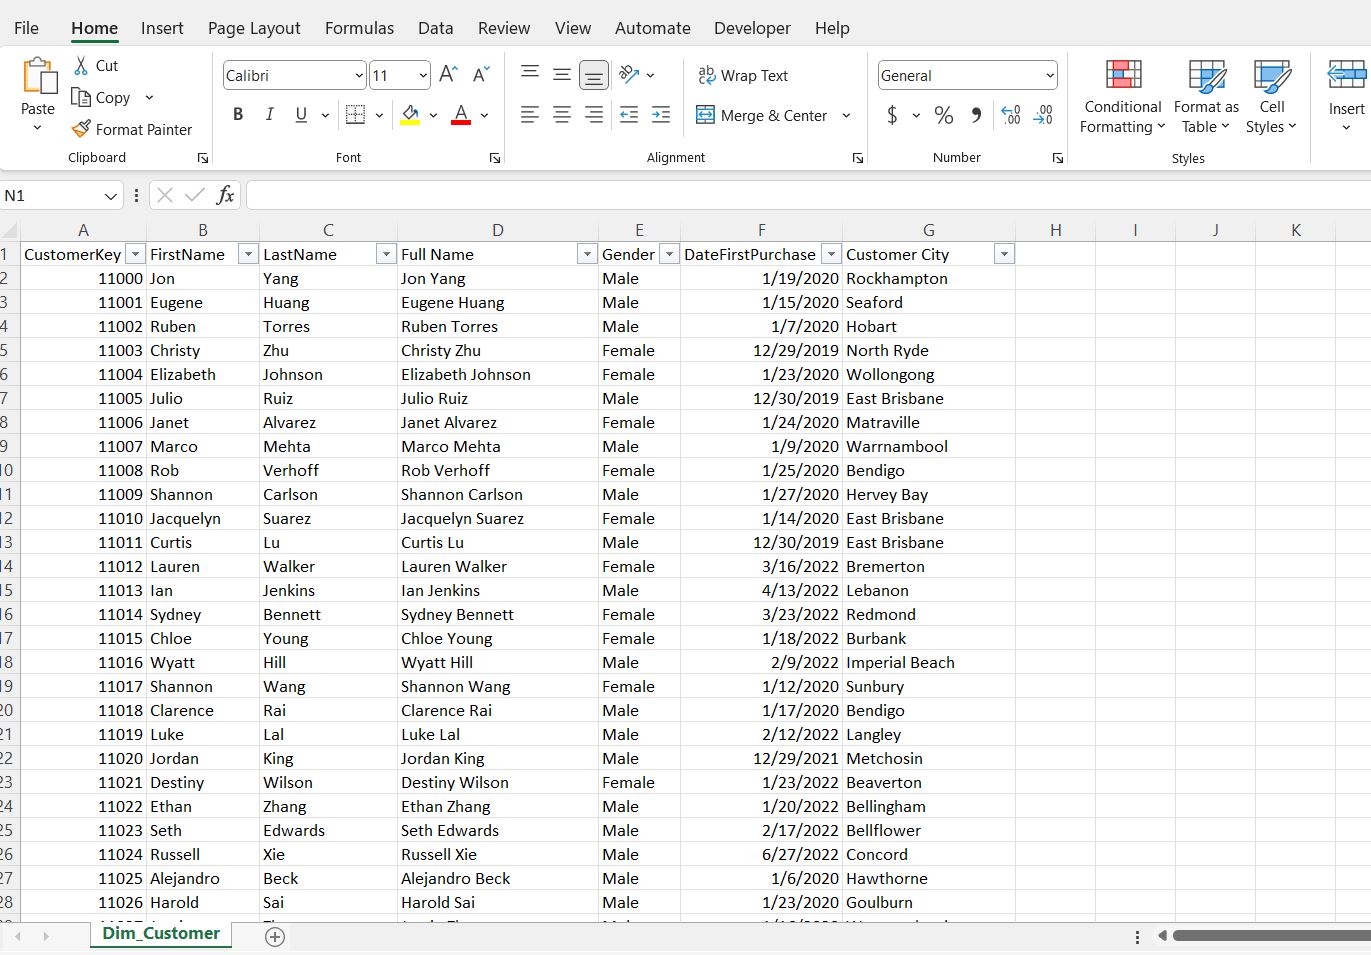 File Home Insert Page Layout Formulas Data Review View Automate Developer Help
Paste
Cut
Copy
Format Painter
Clipboard
Calibri 11 A A
B I U A
Font
ab Wrap Text
Merge & Center
Alignment
General
$ % 9 .00 .00
Number
Conditional Formatting
Format as Table
Cell Styles
Styles
Insert
N1 fx
A B C D E F G H I J K
1 CustomerKey FirstName LastName Full Name Gender DateFirstPurchase Customer City
2 11000 Jon Yang Jon Yang Male 1/19/2020 Rockhampton
3 11001 Eugene Huang Eugene Huang Male 1/15/2020 Seaford
4 11002 Ruben Torres Ruben Torres Male 1/7/2020 Hobart
5 11003 Christy Zhu Christy Zhu Female 12/29/2019 North Ryde
6 11004 Elizabeth Johnson Elizabeth Johnson Female 1/23/2020 Wollongong
7 11005 Julio Ruiz Julio Ruiz Male 12/30/2019 East Brisbane
8 11006 Janet Alvarez Janet Alvarez Female 1/24/2020 Matraville
9 11007 Marco Mehta Marco Mehta Male 1/9/2020 Warrnambool
10 11008 Rob Verhoff Rob Verhoff Female 1/25/2020 Bendigo
11 11009 Shannon Carlson Shannon Carlson Male 1/27/2020 Hervey Bay
12 11010 Jacquelyn Suarez Jacquelyn Suarez Female 1/14/2020 East Brisbane
13 11011 Curtis Lu Curtis Lu Male 12/30/2019 East Brisbane
14 11012 Lauren Walker Lauren Walker Female 3/16/2022 Bremerton
15 11013 Ian Jenkins Ian Jenkins Male 4/13/2022 Lebanon
16 11014 Sydney Bennett Sydney Bennett Female 3/23/2022 Redmond
17 11015 Chloe Young Chloe Young Female 1/18/2022 Burbank
18 11016 Wyatt Hill Wyatt Hill Male 2/9/2022 Imperial Beach
19 11017 Shannon Wang Shannon Wang Female 1/12/2020 Sunbury
20 11018 Clarence Rai Clarence Rai Male 1/17/2020 Bendigo
21 11019 Luke Lal Luke Lal Male 2/12/2022 Langley
22 11020 Jordan King Jordan King Male 12/29/2021 Metchosin
23 11021 Destiny Wilson Destiny Wilson Female 1/23/2022 Beaverton
24 11022 Ethan Zhang Ethan Zhang Male 1/20/2022 Bellingham
25 11023 Seth Edwards Seth Edwards Male 2/17/2022 Bellflower
26 11024 Russell Xie Russell Xie Male 6/27/2022 Concord
27 11025 Alejandro Beck Alejandro Beck Male 1/6/2020 Hawthorne
28 11026 Harold Sai Harold Sai Male 1/23/2020 Goulburn
Dim_Customer